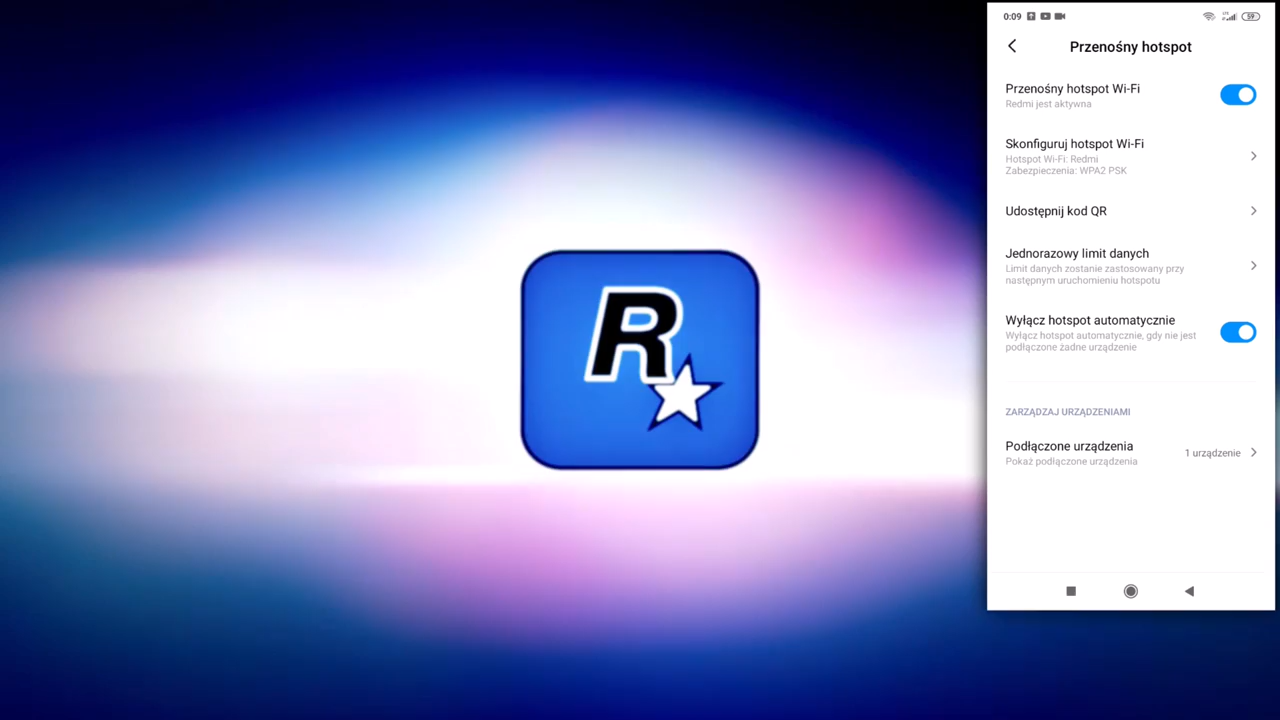 R
0:09
59
Przenośny hotspot
Przenośny hotspot Wi-Fi
Redmi jest aktywna
Skonfiguruj hotspot Wi-Fi
Hotspot Wi-Fi: Redmi
Zabezpieczenia: WPA2 PSK
Udostępnij kod QR
Jednorazowy limit danych
Limit danych zostanie zastosowany przy
następnym uruchomieniu hotspotu
Wyłącz hotspot automatycznie
Wyłącz hotspot automatycznie, gdy nie jest
podłączone żadne urządzenie
ZARZĄDZAJ URZĄDZENIAMI
Podłączone urządzenia
1 urządzenie
Pokaż podłączone urządzenia